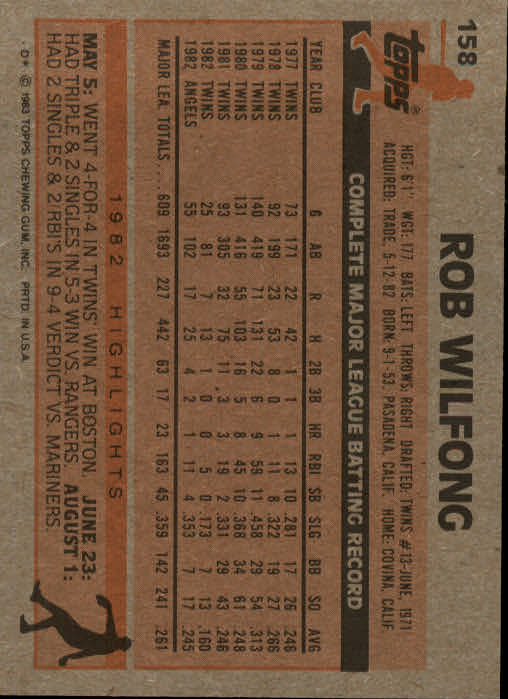 158
topps®
ROB WILFONG
HGT: 6'1" WGT: 177 BATS: LEFT THROWS: RIGHT DRAFTED: TWINS #13-JUNE, 1971
ACQUIRED: TRADE, 5-12-82 BORN: 9-1-53, PASADENA, CALIF. HOME: COVINA, CALIF.
COMPLETE MAJOR LEAGUE BATTING RECORD
YEAR CLUB G AB R H 2B 3B HR RBI SB SLG BB SO AVG
1977 TWINS 73 171 22 42 1 1 1 13 10 .281 17 26 .246
1978 TWINS 92 199 23 53 8 0 1 11 8 .322 19 27 .266
1979 TWINS 140 419 71 131 22 6 9 59 11 .458 29 54 .313
1980 TWINS 131 416 55 103 16 5 8 45 10 .368 34 61 .248
1981 TWINS 93 305 32 75 11 3 3 19 2 .331 29 43 .246
1982 TWINS 25 81 7 13 1 0 0 5 0 .173 7 13 .160
1982 ANGELS 55 102 17 25 4 2 1 11 4 .353 7 17 .245
MAJOR LEA. TOTALS ... 609 1693 227 442 63 17 23 163 45 .359 142 241 .261
1982 HIGHLIGHTS
MAY 5: WENT 4-FOR-4 IN TWINS' WIN AT BOSTON. JUNE 23:
HAD TRIPLE & 2 SINGLES IN 5-3 WIN VS. RANGERS. AUGUST 1:
HAD 2 SINGLES & 2 RBI'S IN 9-4 VERDICT VS. MARINERS.
D* © 1983 TOPPS CHEWING GUM, INC. PRTD. IN U.S.A.